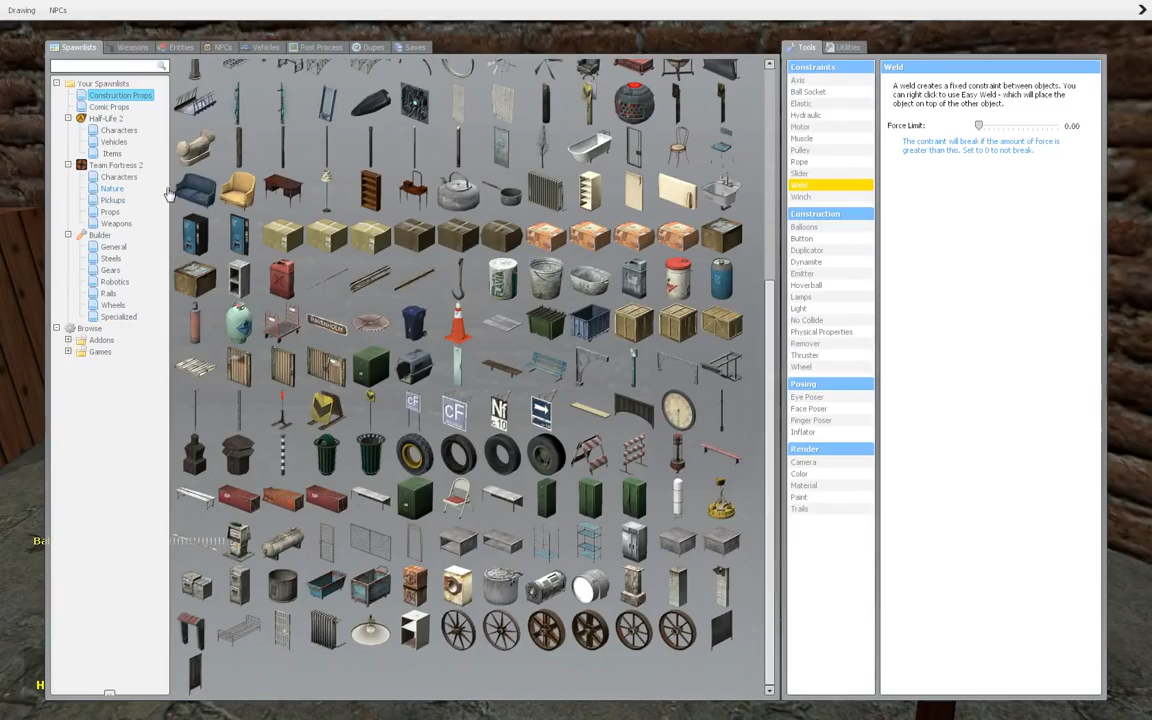 Drawing NPCs
Spawnlists Weapons Entities NPCs Vehicles Post Process Dupes Saves
Your Spawnlists
Construction Props
Comic Props
Half-Life 2
Characters
Vehicles
Items
Team Fortress 2
Characters
Nature
Pickups
Props
Weapons
Builder
General
Steels
Gears
Robotics
Rails
Wheels
Specialized
Browse
Addons
Games
RAVENHOLM
cF
cF
Nf
Tools Utilities
Constraints
Axis
Ball Socket
Elastic
Hydraulic
Motor
Muscle
Pulley
Rope
Slider
Weld
Winch
Construction
Balloons
Button
Duplicator
Dynamite
Emitter
Hoverball
Lamps
Light
No Collide
Physical Properties
Remover
Thruster
Wheel
Posing
Eye Poser
Face Poser
Finger Poser
Inflator
Render
Camera
Color
Material
Paint
Trails
Weld
A weld creates a fixed constraint between objects. You
can right click to use Easy Weld - which will place the
object on top of the other object.
Force Limit: 0.00
The contraint will break if the amount of force is
greater than this. Set to 0 to not break.
Ba
H